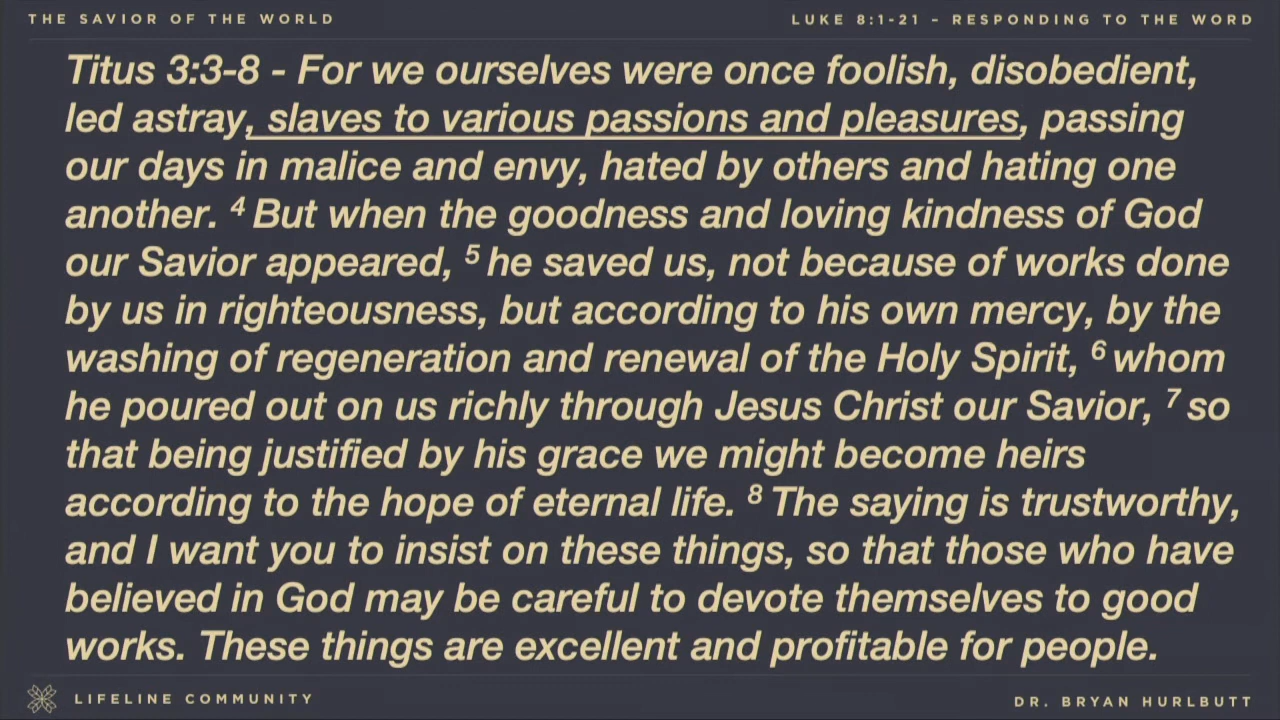 THE SAVIOR OF THE WORLD
LUKE 8:1-21 – RESPONDING TO THE WORD
Titus 3:3-8 - For we ourselves were once foolish, disobedient,
led astray, slaves to various passions and pleasures, passing
our days in malice and envy, hated by others and hating one
another. ⁴ But when the goodness and loving kindness of God
our Savior appeared, ⁵ he saved us, not because of works done
by us in righteousness, but according to his own mercy, by the
washing of regeneration and renewal of the Holy Spirit, ⁶ whom
he poured out on us richly through Jesus Christ our Savior, ⁷ so
that being justified by his grace we might become heirs
according to the hope of eternal life. ⁸ The saying is trustworthy,
and I want you to insist on these things, so that those who have
believed in God may be careful to devote themselves to good
works. These things are excellent and profitable for people.
LIFELINE COMMUNITY
DR. BRYAN HURLBUTT